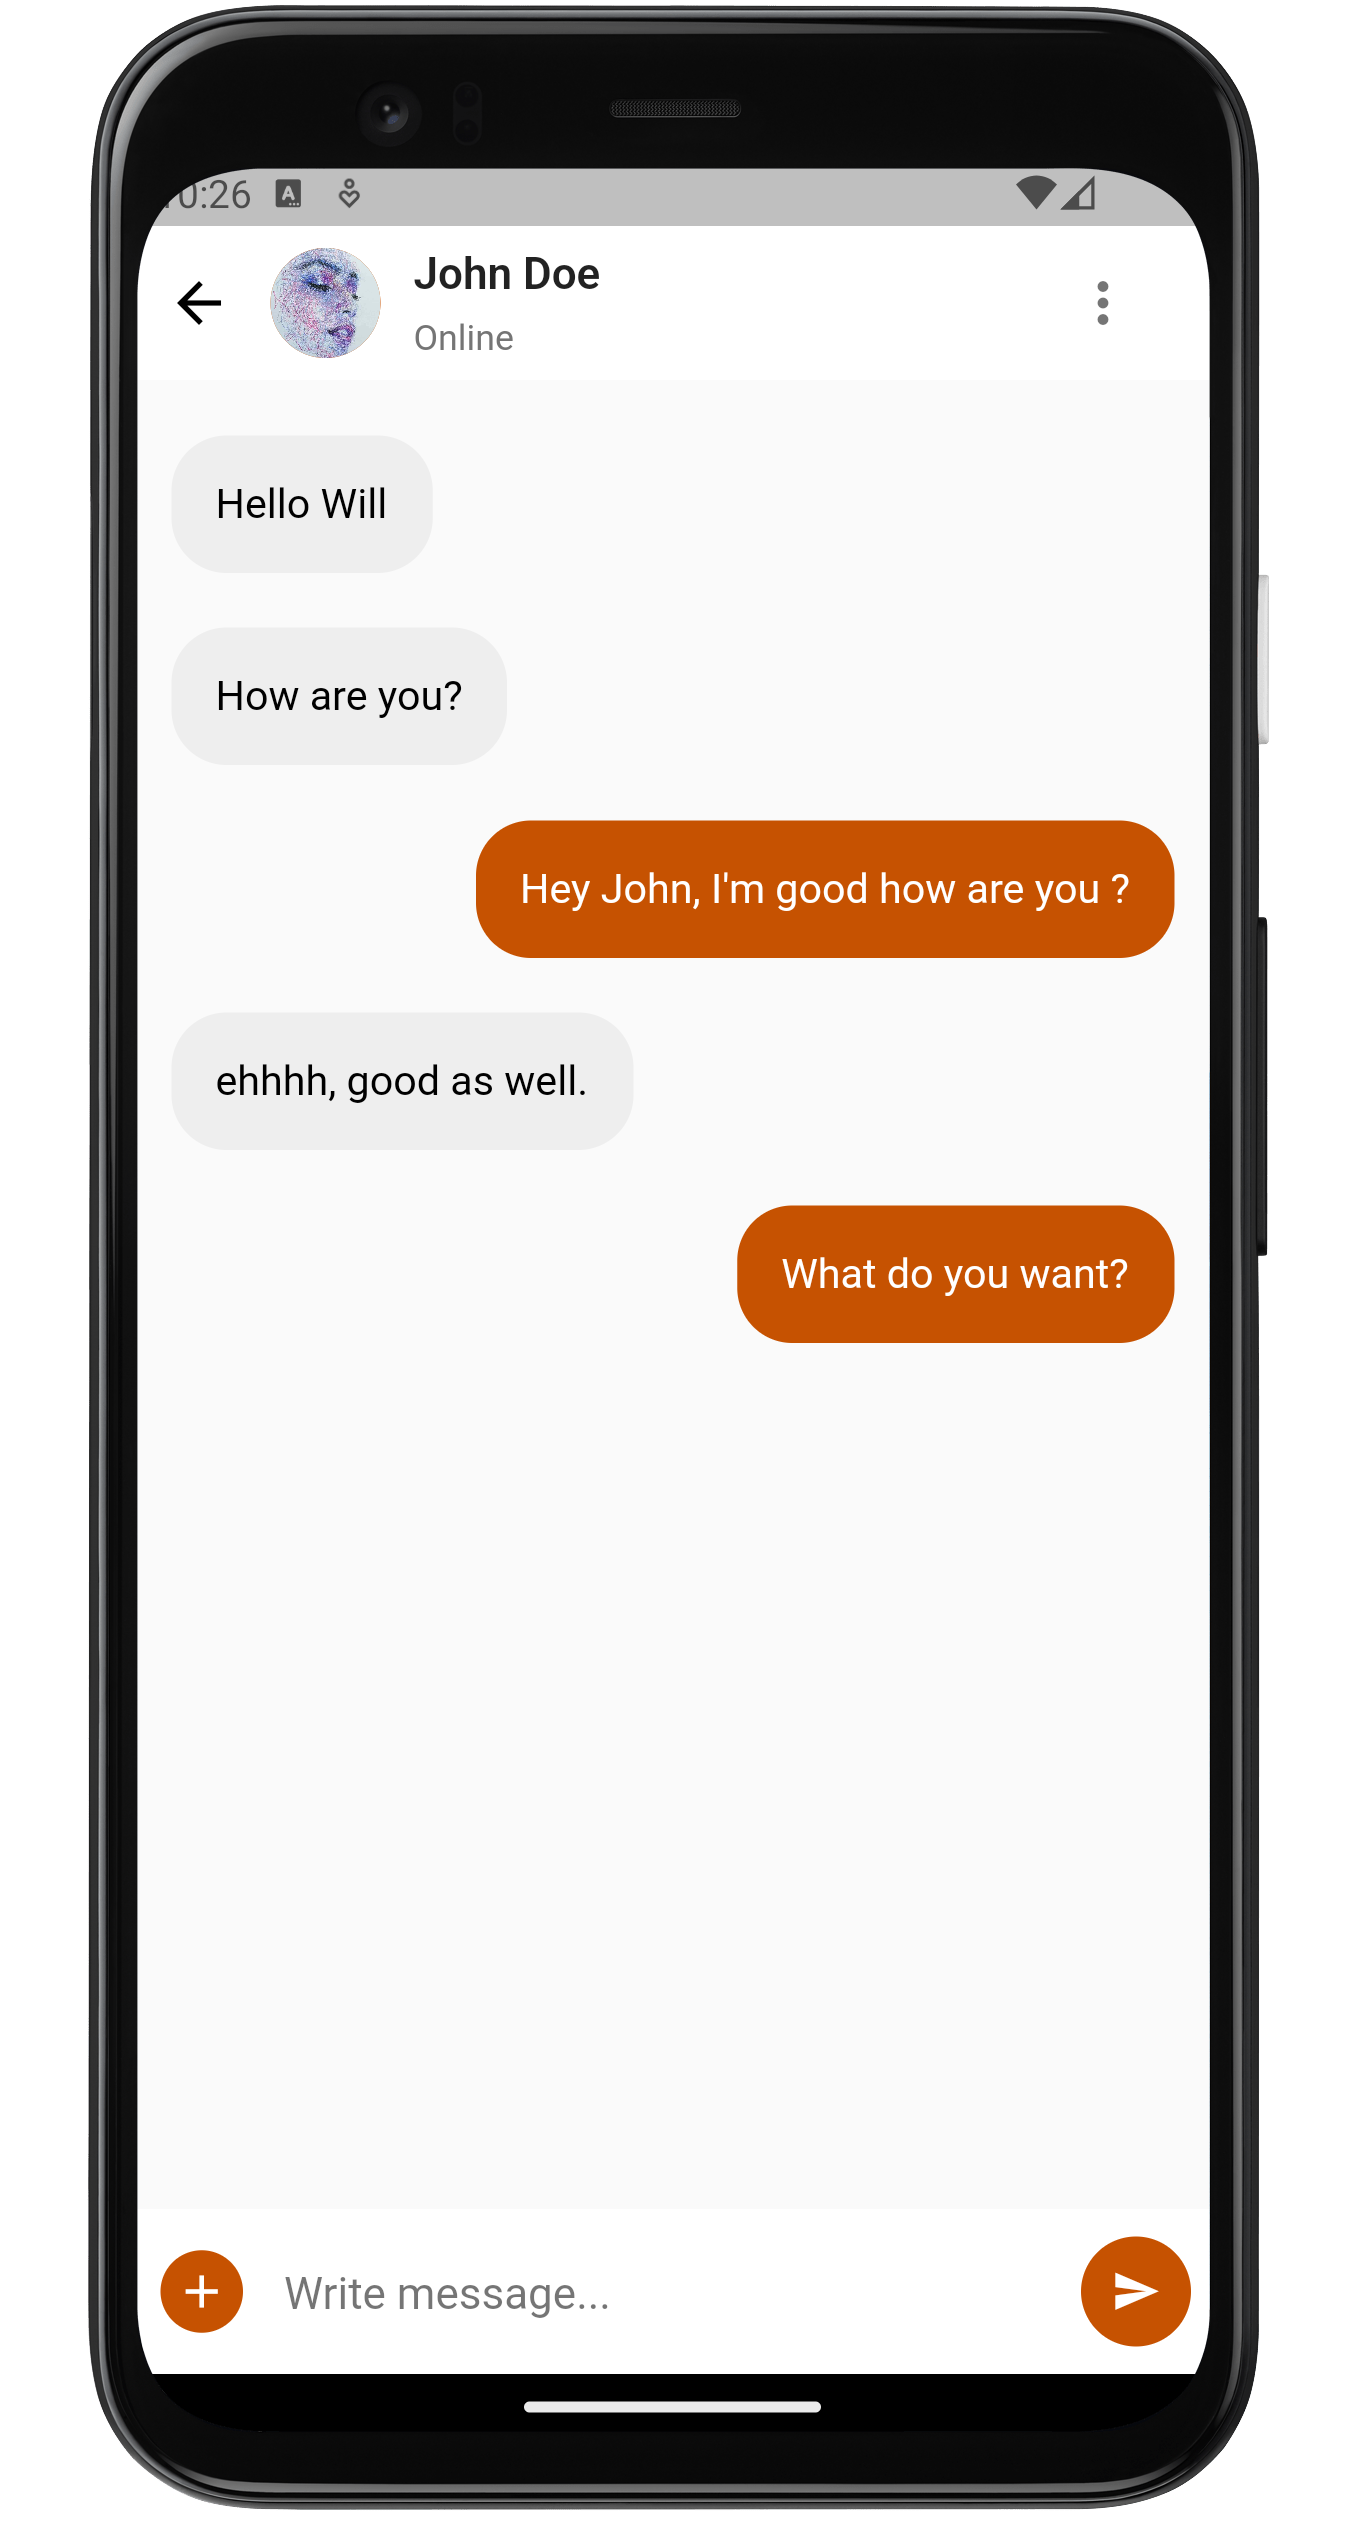 0:26
John Doe
Online
Hello Will
How are you?
Hey John, I'm good how are you ?
ehhhh, good as well.
What do you want?
Write message...